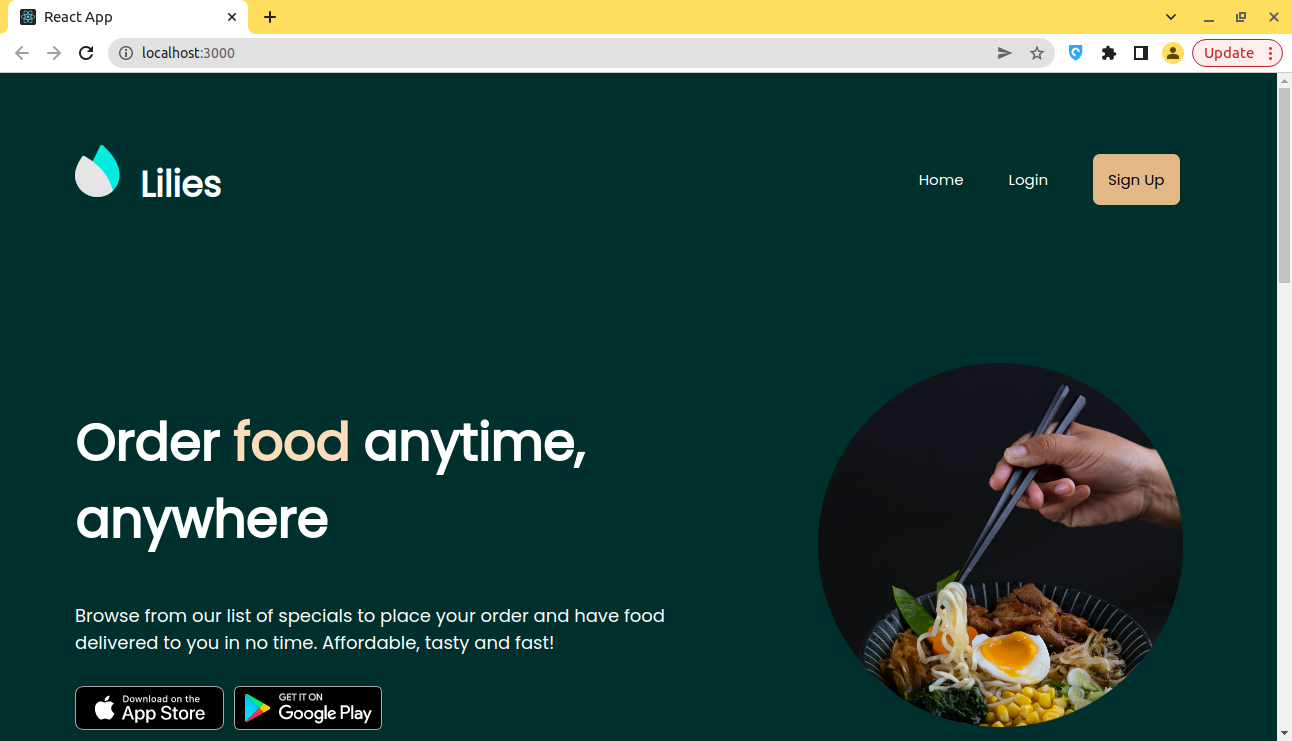 React App
localhost:3000
Update
Lilies
Home
Login
Sign Up
Order food anytime,
anywhere
Browse from our list of specials to place your order and have food
delivered to you in no time. Affordable, tasty and fast!
Download on the
App Store
GET IT ON
Google Play